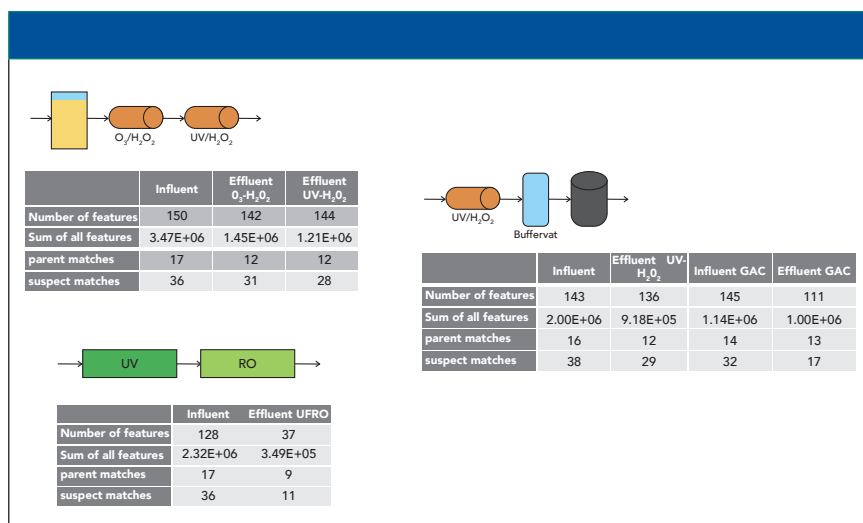 O₃/H₂O₂ UV/H₂O₂
Influent Effluent 0₃-H₂0₂ Effluent UV-H₂0₂
Number of features 150 142 144
Sum of all features 3.47E+06 1.45E+06 1.21E+06
parent matches 17 12 12
suspect matches 36 31 28
UV/H₂O₂
Buffervat
Influent Effluent UV-H₂0₂ Influent GAC Effluent GAC
Number of features 143 136 145 111
Sum of all features 2.00E+06 9.18E+05 1.14E+06 1.00E+06
parent matches 16 12 14 13
suspect matches 38 29 32 17
UV RO
Influent Effluent UFRO
Number of features 128 37
Sum of all features 2.32E+06 3.49E+05
parent matches 17 9
suspect matches 36 11